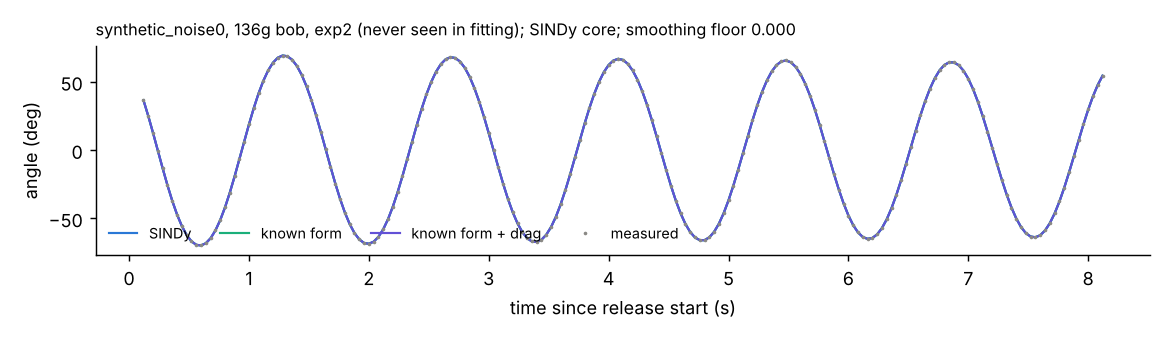 synthetic_noise0, 136g bob, exp2 (never seen in fitting); SINDy core; smoothing floor 0.000
angle (deg)
50
0
−50
SINDy known form known form + drag measured
0 1 2 3 4 5 6 7 8
time since release start (s)